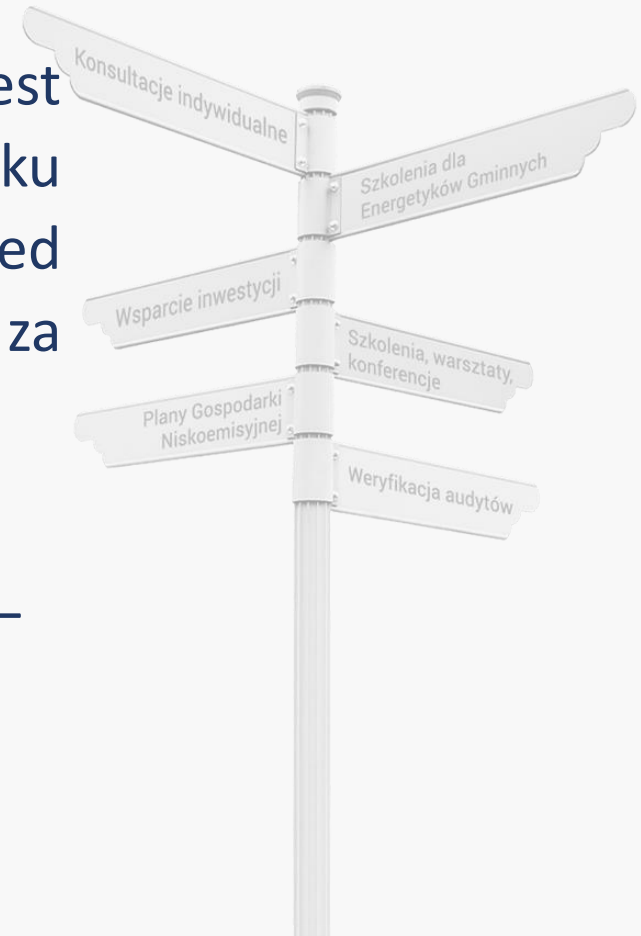 est
ku
ed
za
–
Konsultacje indywidualne
Szkolenia dla
Energetyków Gminnych
Wsparcie inwestycji
Szkolenia, warsztaty,
konferencje
Plany Gospodarki
Niskoemisyjnej
Weryfikacja audytów